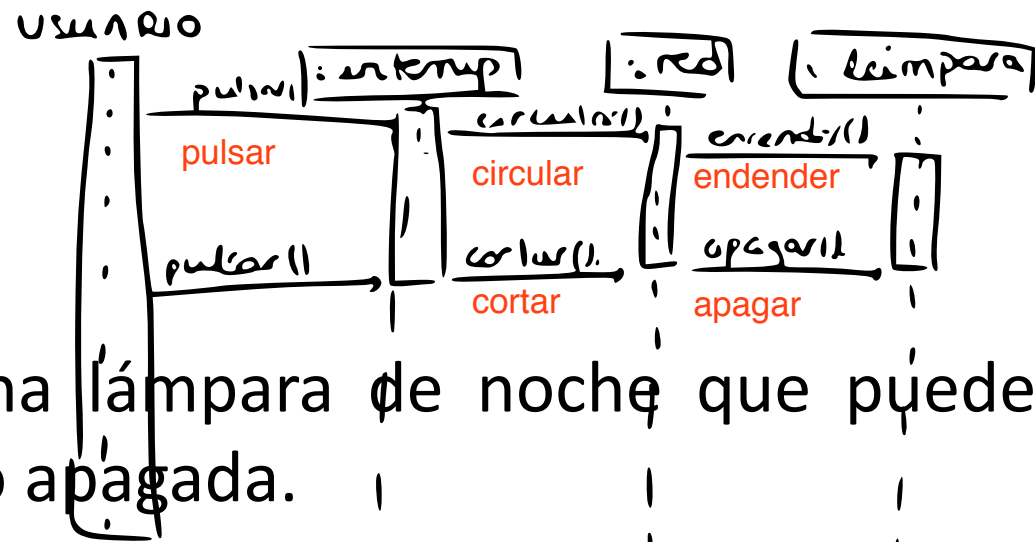 USUARIO
: interrup : red : lámpara
pulsar() circular() encender()
pulsar circular endender
pulsar() cortar() apagar()
cortar apagar
na lámpara de noche que puede
o apagada.